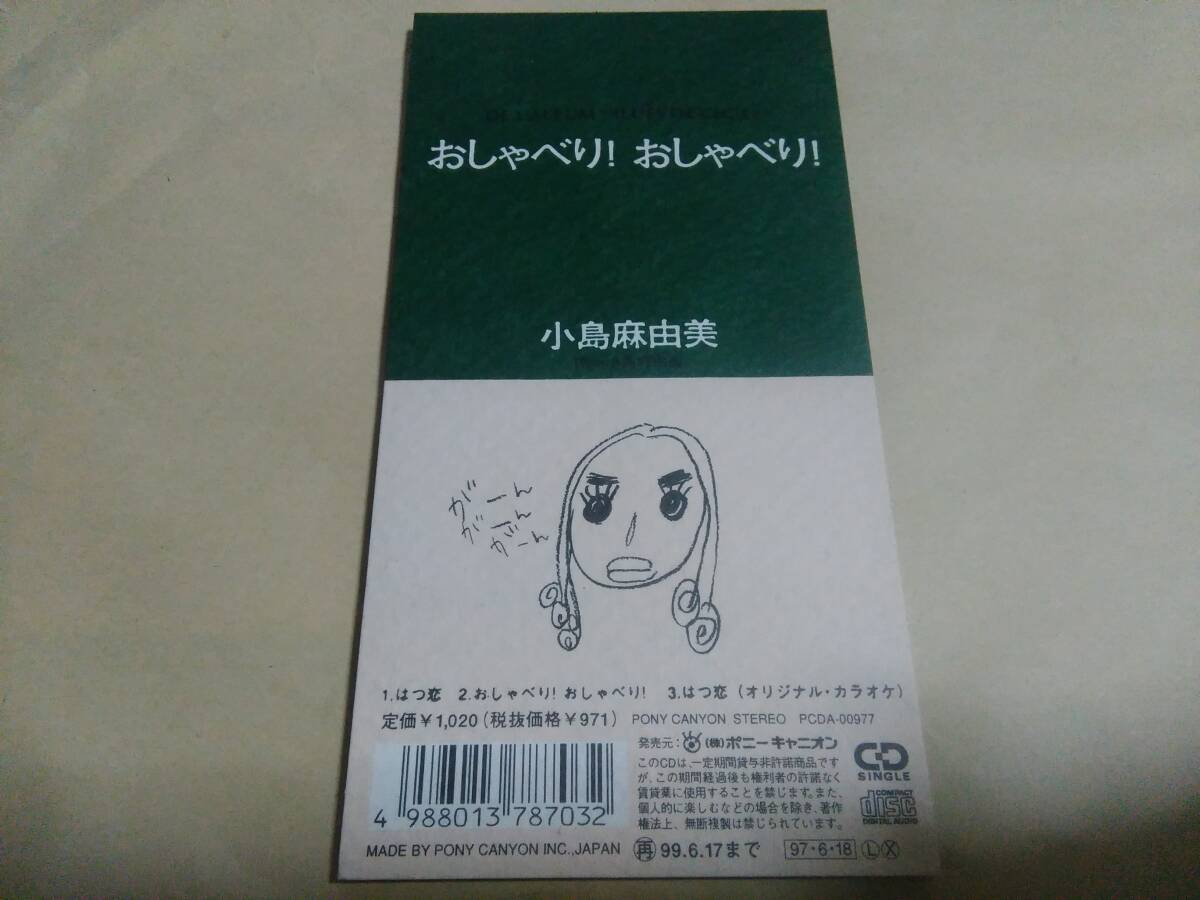 おしゃべり! おしゃべり!
小島麻由美
がーん
がーん
がーん
1.はつ恋 2.おしゃべり! おしゃべり! 3.はつ恋 (オリジナル・カラオケ)
定価¥1,020(税抜価格¥971) PONY CANYON STEREO PCDA-00977
発売元: (株)ポニーキャニオン
このCDは、一定期間貸与非許諾商品です
が、この期間経過後も権利者の許諾なく
賃貸業に使用することを禁じます。また、
個人的に楽しむなどの場合を除き、著作
権法上、無断複製は禁じられています。
CD
SINGLE
COMPACT
disc
DIGITAL AUDIO
4 988013 787032
MADE BY PONY CANYON INC.,JAPAN 再 99.6.17まで 97・6・18 L X